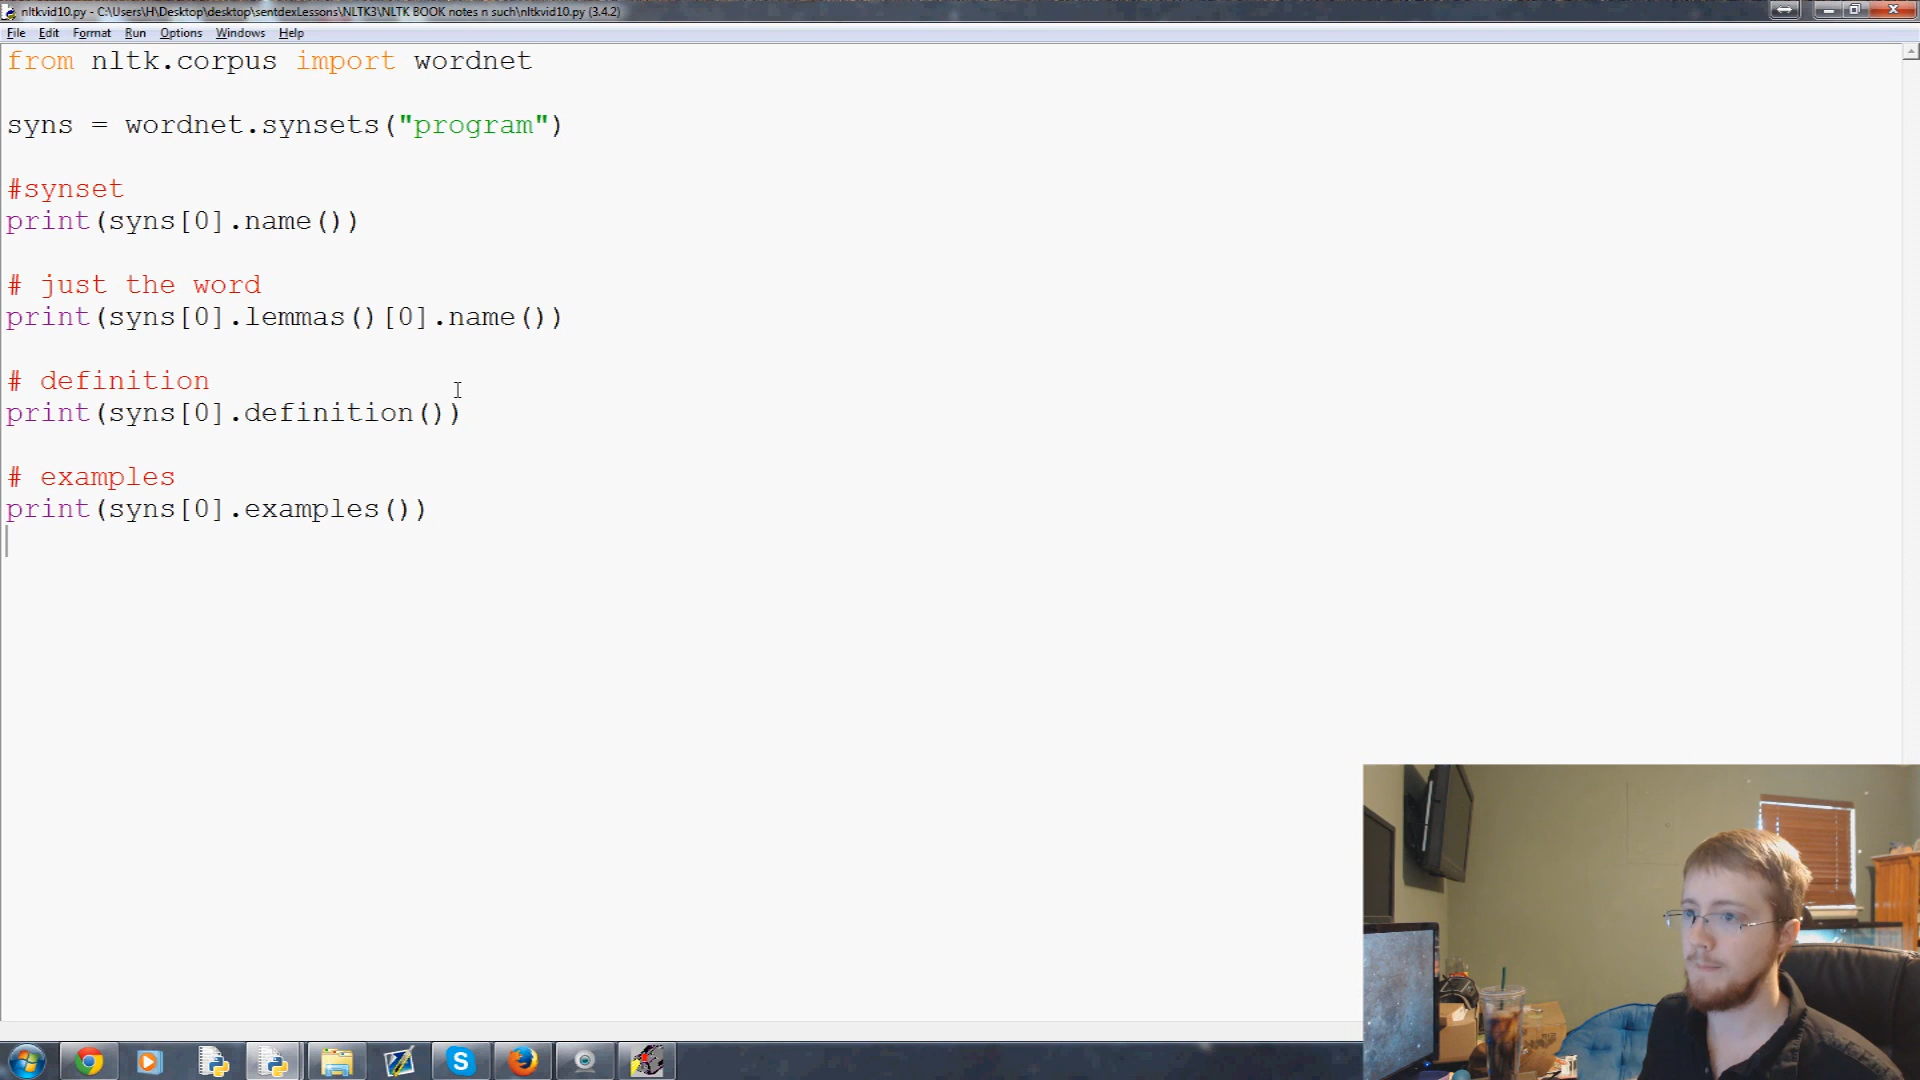 nltkvid10.py - C:\Users\H\Desktop\desktop\sentdexLessons\NLTK3\NLTK BOOK notes n such\nltkvid10.py (3.4.2)
File Edit Format Run Options Windows Help
from nltk.corpus import wordnet
syns = wordnet.synsets("program")
#synset
print(syns[0].name())
# just the word
print(syns[0].lemmas()[0].name())
# definition
print(syns[0].definition())
# examples
print(syns[0].examples())